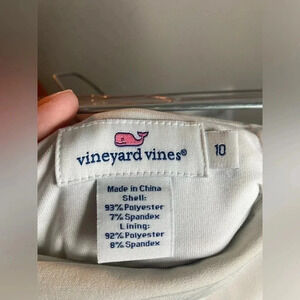 vineyard vines®
10
Made in China
Shell:
93% Polyester
7% Spandex
Lining:
92% Polyester
8% Spandex